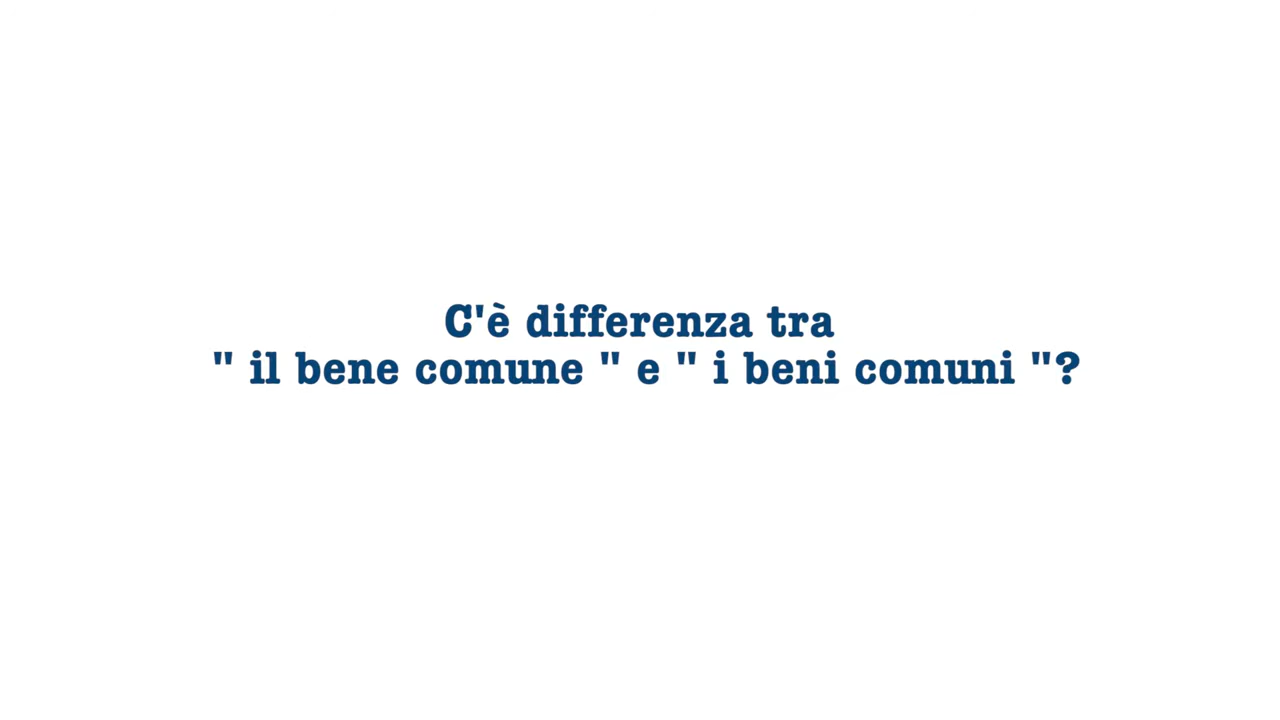 C'è differenza tra
" il bene comune " e " i beni comuni "?